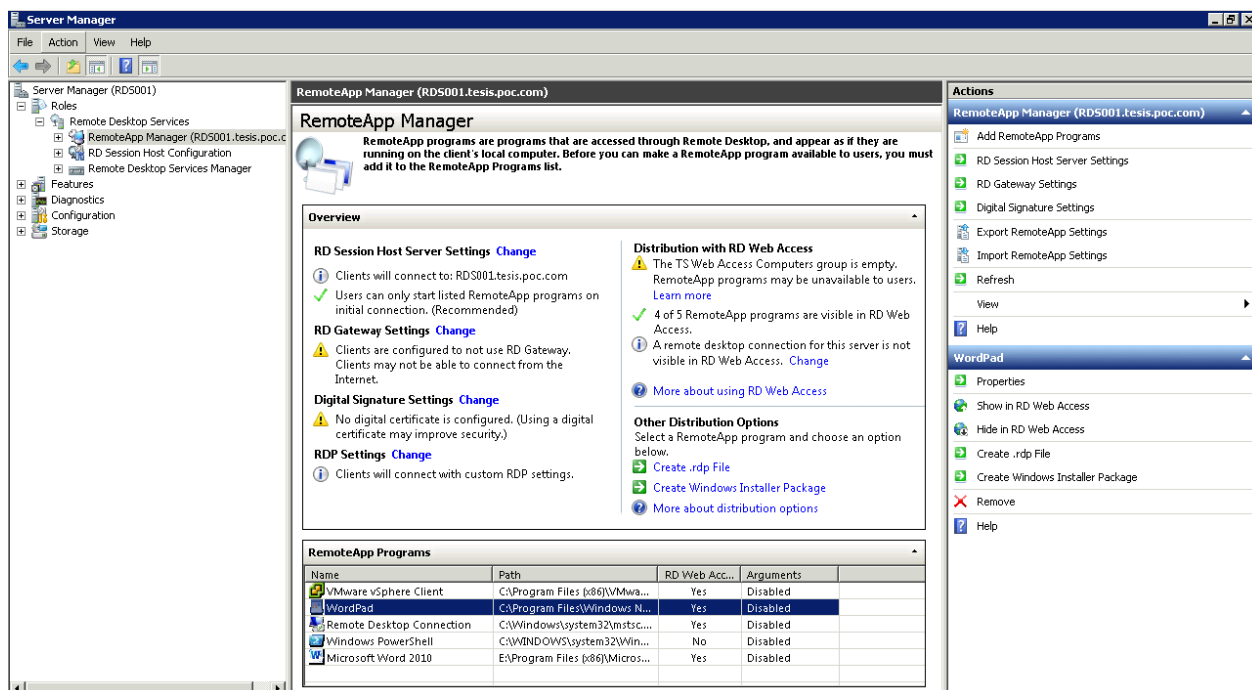 Server Manager
File Action View Help
Server Manager (RDS001)
Roles
Remote Desktop Services
RemoteApp Manager (RDS001.tesis.poc.c
RD Session Host Configuration
Remote Desktop Services Manager
Features
Diagnostics
Configuration
Storage
RemoteApp Manager (RDS001.tesis.poc.com)
RemoteApp Manager
RemoteApp programs are programs that are accessed through Remote Desktop, and appear as if they are
running on the client's local computer. Before you can make a RemoteApp program available to users, you must
add it to the RemoteApp Programs list.
Overview
RD Session Host Server Settings Change
Clients will connect to: RDS001.tesis.poc.com
Users can only start listed RemoteApp programs on
initial connection. (Recommended)
RD Gateway Settings Change
Clients are configured to not use RD Gateway.
Clients may not be able to connect from the
Internet.
Digital Signature Settings Change
No digital certificate is configured. (Using a digital
certificate may improve security.)
RDP Settings Change
Clients will connect with custom RDP settings.
Distribution with RD Web Access
The TS Web Access Computers group is empty.
RemoteApp programs may be unavailable to users.
Learn more
4 of 5 RemoteApp programs are visible in RD Web
Access.
A remote desktop connection for this server is not
visible in RD Web Access. Change
More about using RD Web Access
Other Distribution Options
Select a RemoteApp program and choose an option
below.
Create .rdp File
Create Windows Installer Package
More about distribution options
RemoteApp Programs
Name Path RD Web Acc... Arguments
VMware vSphere Client C:\Program Files (x86)\VMwa... Yes Disabled
WordPad C:\Program Files\Windows N... Yes Disabled
Remote Desktop Connection C:\Windows\system32\mstsc.... Yes Disabled
Windows PowerShell C:\WINDOWS\system32\Win... No Disabled
Microsoft Word 2010 E:\Program Files (x86)\Micros... Yes Disabled
Actions
RemoteApp Manager (RDS001.tesis.poc.com)
Add RemoteApp Programs
RD Session Host Server Settings
RD Gateway Settings
Digital Signature Settings
Export RemoteApp Settings
Import RemoteApp Settings
Refresh
View
Help
WordPad
Properties
Show in RD Web Access
Hide in RD Web Access
Create .rdp File
Create Windows Installer Package
Remove
Help